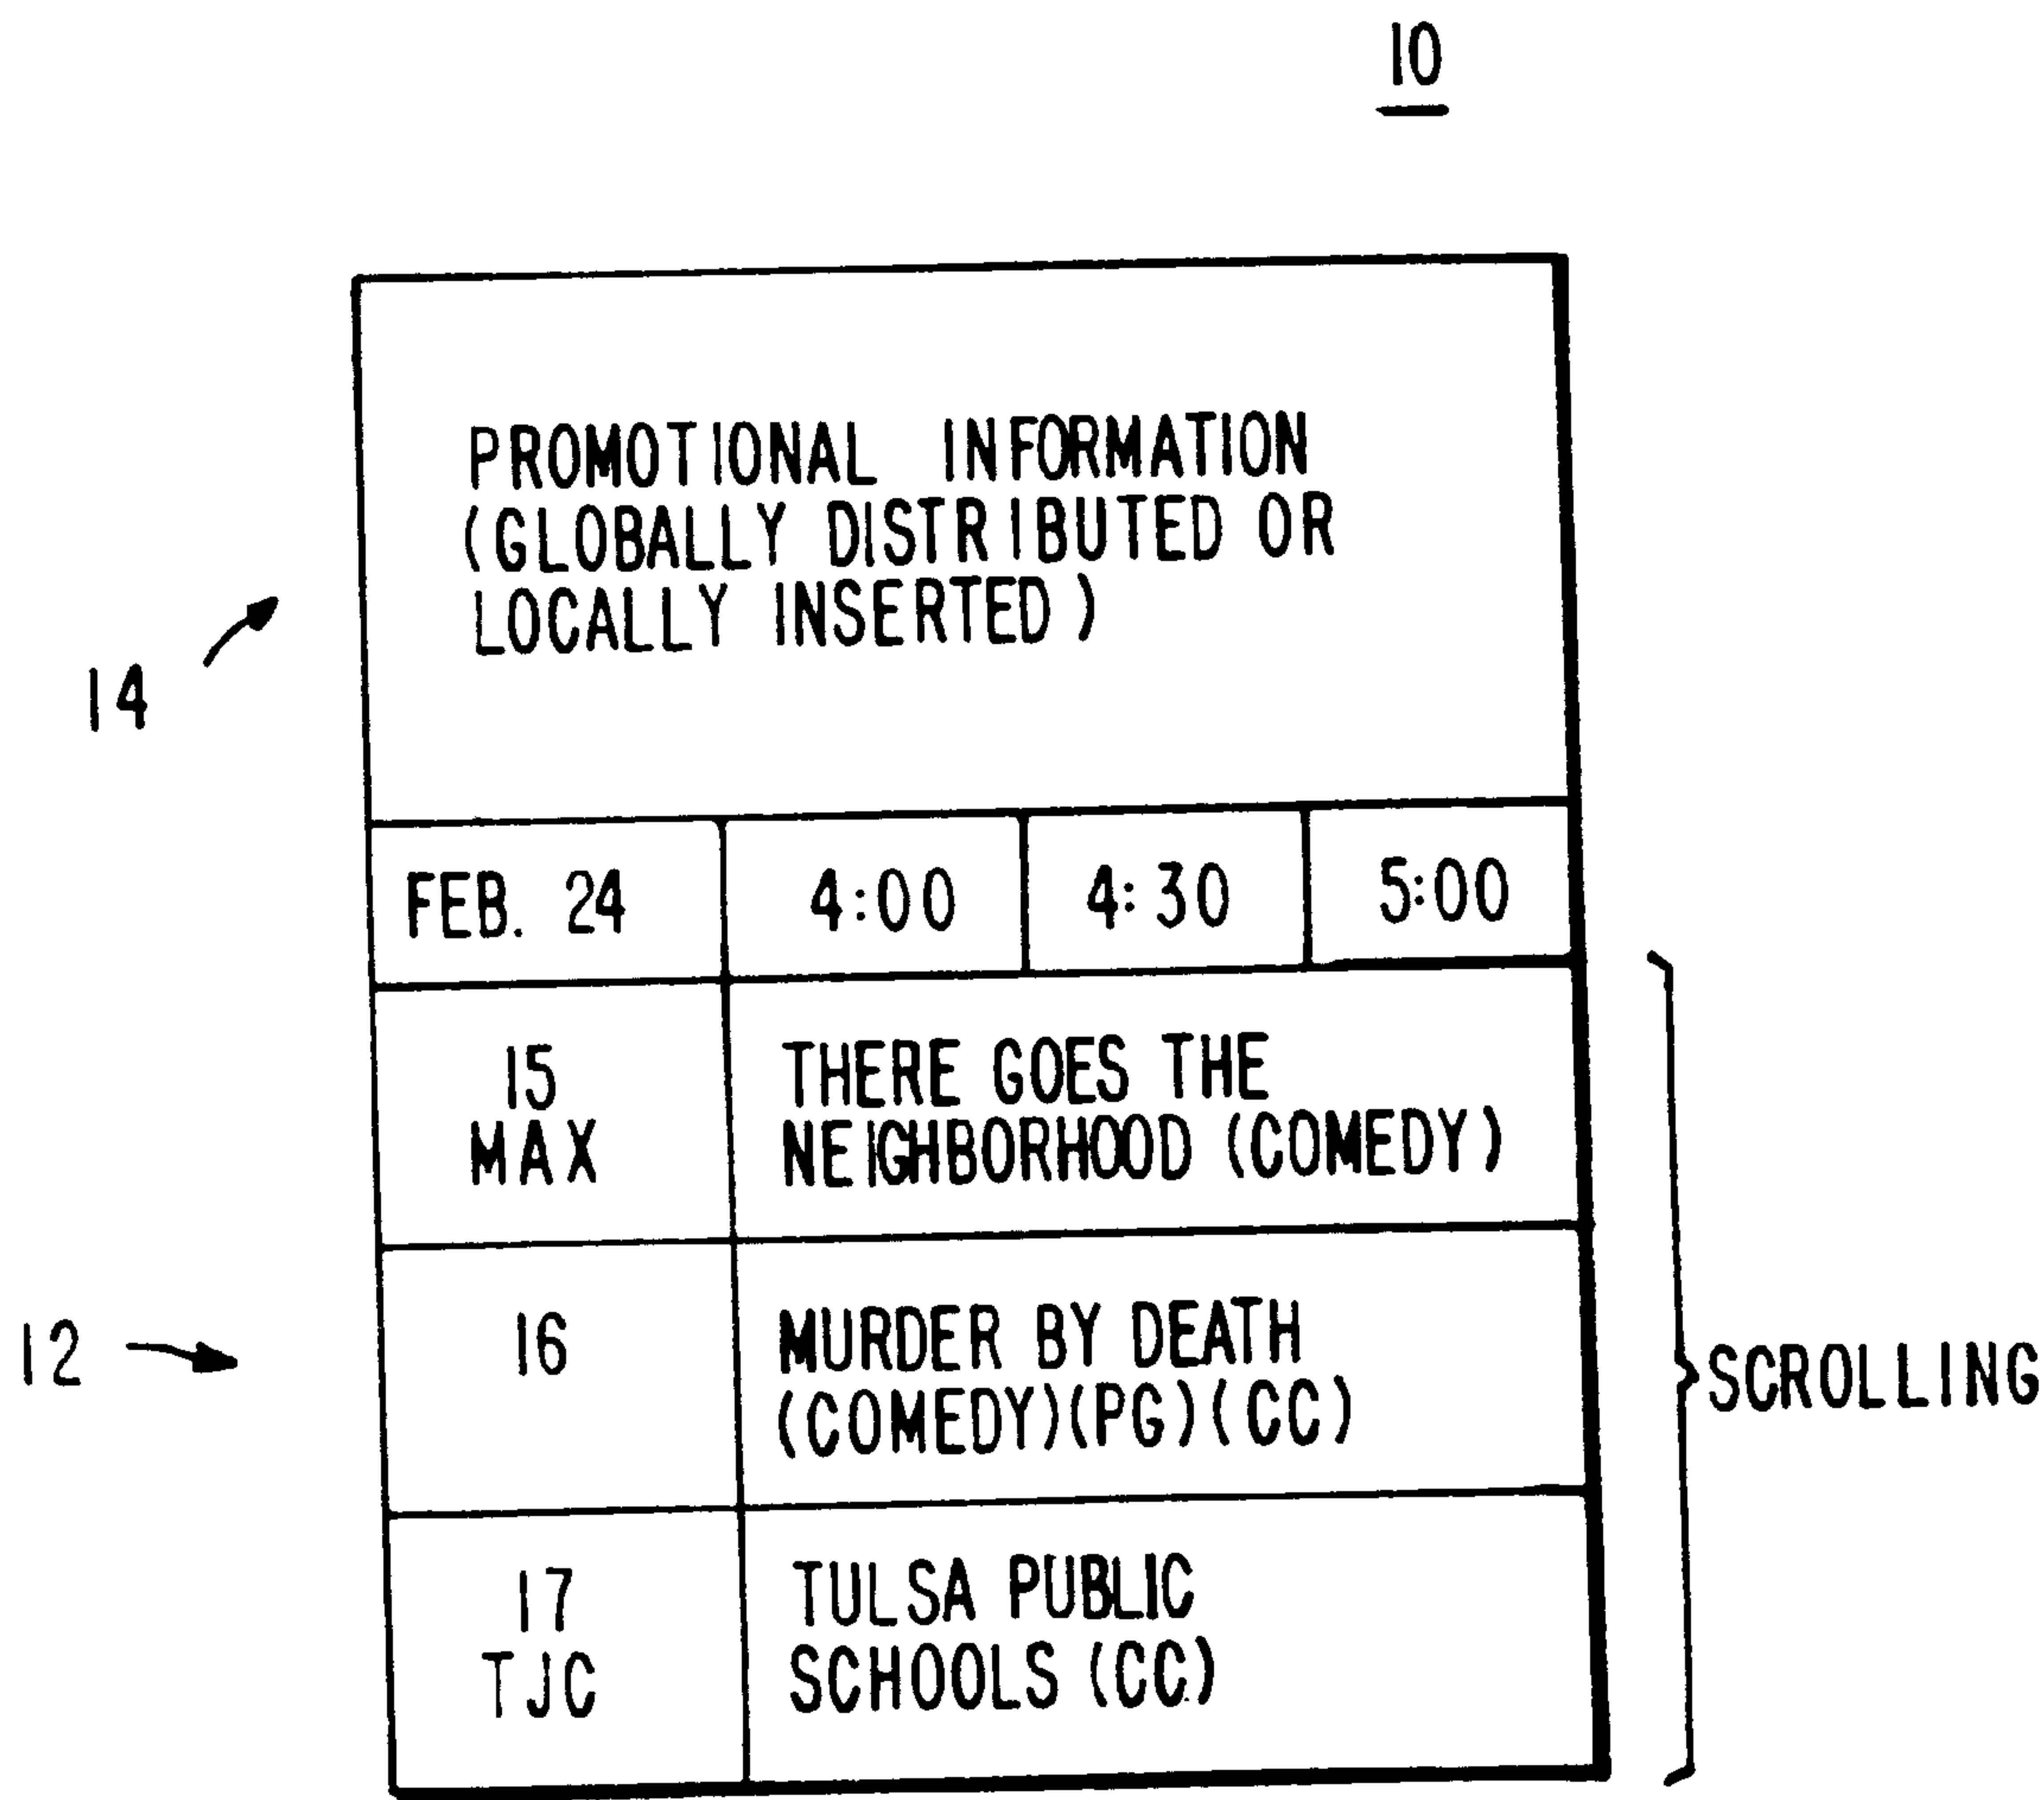 10
PROMOTIONAL INFORMATION
(GLOBALLY DISTRIBUTED OR
LOCALLY INSERTED)
14
FEB. 24 4:00 4:30 5:00
15
MAX
THERE GOES THE
NEIGHBORHOOD (COMEDY)
12
16
MURDER BY DEATH
(COMEDY)(PG)(CC)
SCROLLING
17
TJC
TULSA PUBLIC
SCHOOLS (CC)